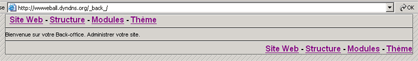 http://wwweball.dyndns.org/_back_/ OK
Site Web - Structure - Modules - Thème
Bienvenue sur votre Back-office. Administrer votre site.
Site Web - Structure - Modules - Thème